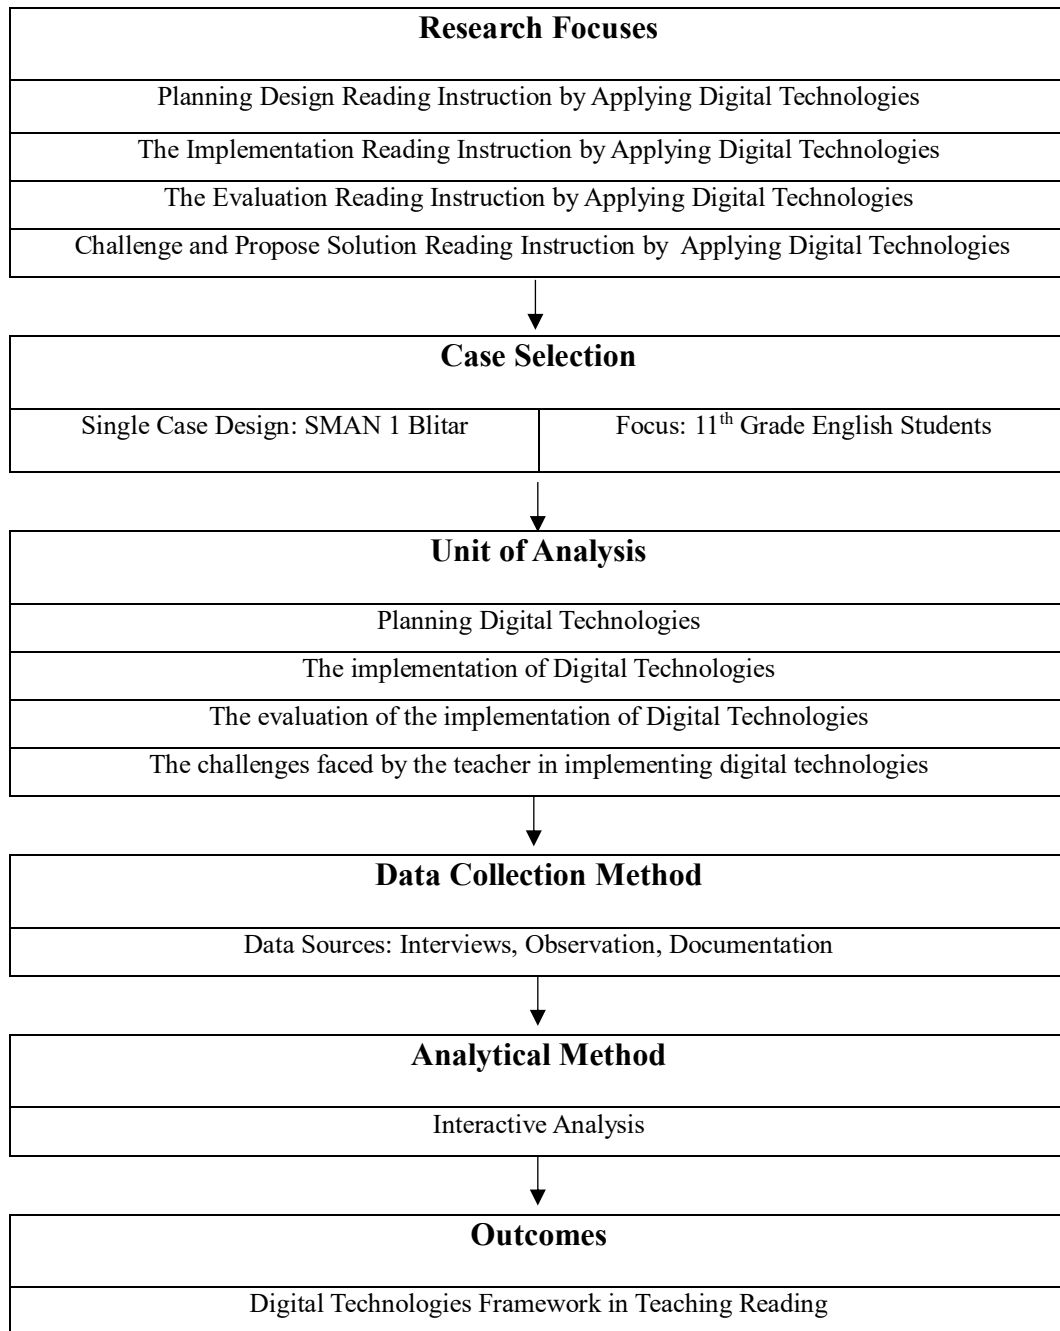 Research Focuses
Planning Design Reading Instruction by Applying Digital Technologies
The Implementation Reading Instruction by Applying Digital Technologies
The Evaluation Reading Instruction by Applying Digital Technologies
Challenge and Propose Solution Reading Instruction by Applying Digital Technologies
Case Selection
Single Case Design: SMAN 1 Blitar
Focus: 11th Grade English Students
Unit of Analysis
Planning Digital Technologies
The implementation of Digital Technologies
The evaluation of the implementation of Digital Technologies
The challenges faced by the teacher in implementing digital technologies
Data Collection Method
Data Sources: Interviews, Observation, Documentation
Analytical Method
Interactive Analysis
Outcomes
Digital Technologies Framework in Teaching Reading